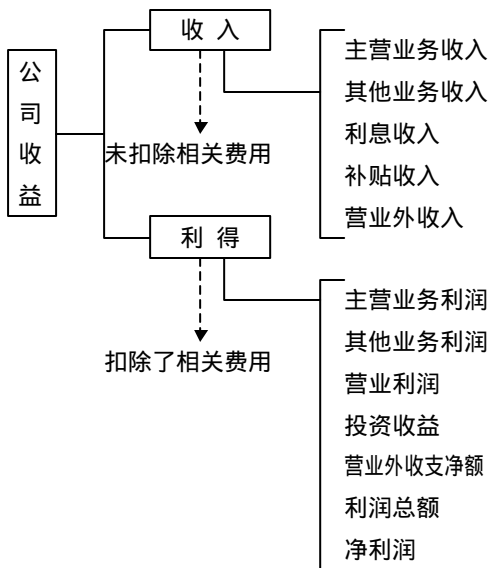 公司收益
收入
未扣除相关费用
主营业务收入
其他业务收入
利息收入
补贴收入
营业外收入
利得
扣除了相关费用
主营业务利润
其他业务利润
营业利润
投资收益
营业外收支净额
利润总额
净利润